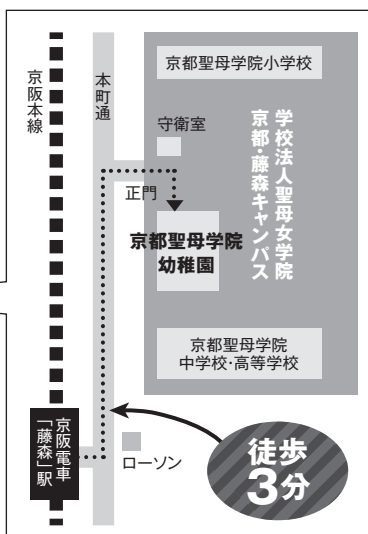 京都聖母学院小学校
京阪本線
本町通
守衛室
学校法人聖母女学院
京都・藤森キャンパス
正門
京都聖母学院
幼稚園
京都聖母学院
中学校・高等学校
京阪電車
「藤森」駅
ローソン
徒歩
3分